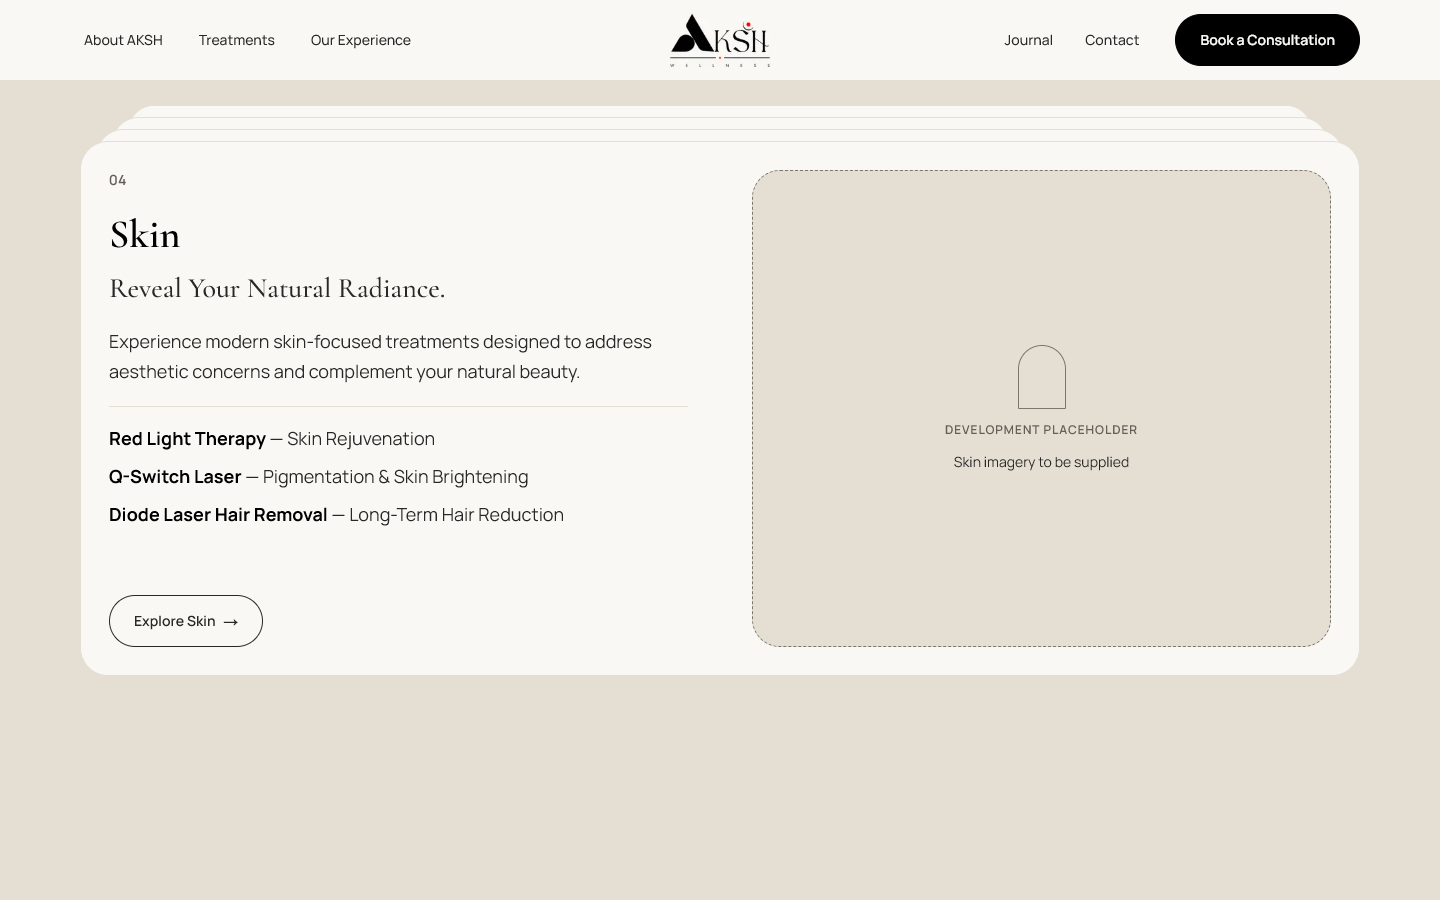 About AKSH
Treatments
Our Experience
AKSH
WELLNESS
Journal
Contact
Book a Consultation
04
Skin
Reveal Your Natural Radiance.
Experience modern skin-focused treatments designed to address
aesthetic concerns and complement your natural beauty.
Red Light Therapy — Skin Rejuvenation
Q-Switch Laser — Pigmentation & Skin Brightening
Diode Laser Hair Removal — Long-Term Hair Reduction
Explore Skin →
DEVELOPMENT PLACEHOLDER
Skin imagery to be supplied